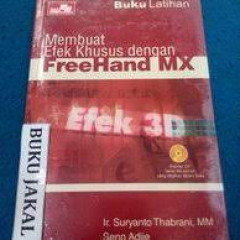 Buku Latihan
Membuat
Efek Khusus dengan
FreeHand MX
Efek 3D
BUKU JAKAL
Ir. Suryanto Thabrani, MM
Seno Adjie